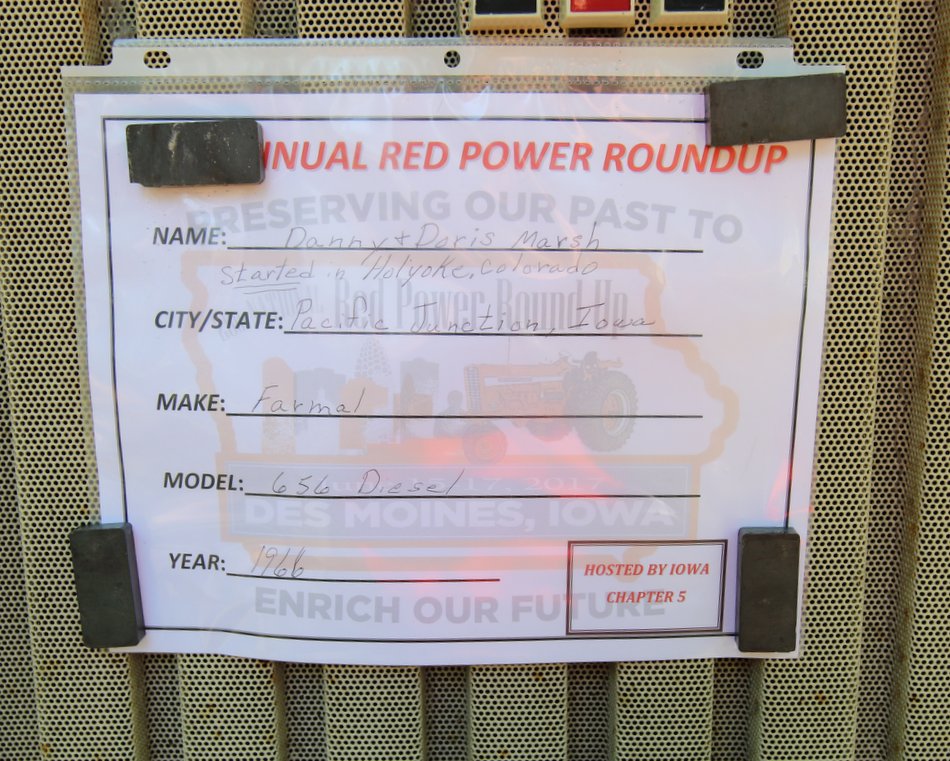 NNUAL RED POWER ROUNDUP
PRESERVING OUR PAST TO
NAME: Danny & Doris Marsh
Started in Holyoke, Colorado
Red Power Round Up
CITY/STATE: Pacific Junction, Iowa
MAKE: Farmal
MODEL: 656 Diesel
17, 2017
DES MOINES, IOWA
YEAR: 1966
HOSTED BY IOWA
CHAPTER 5
ENRICH OUR FUTURE